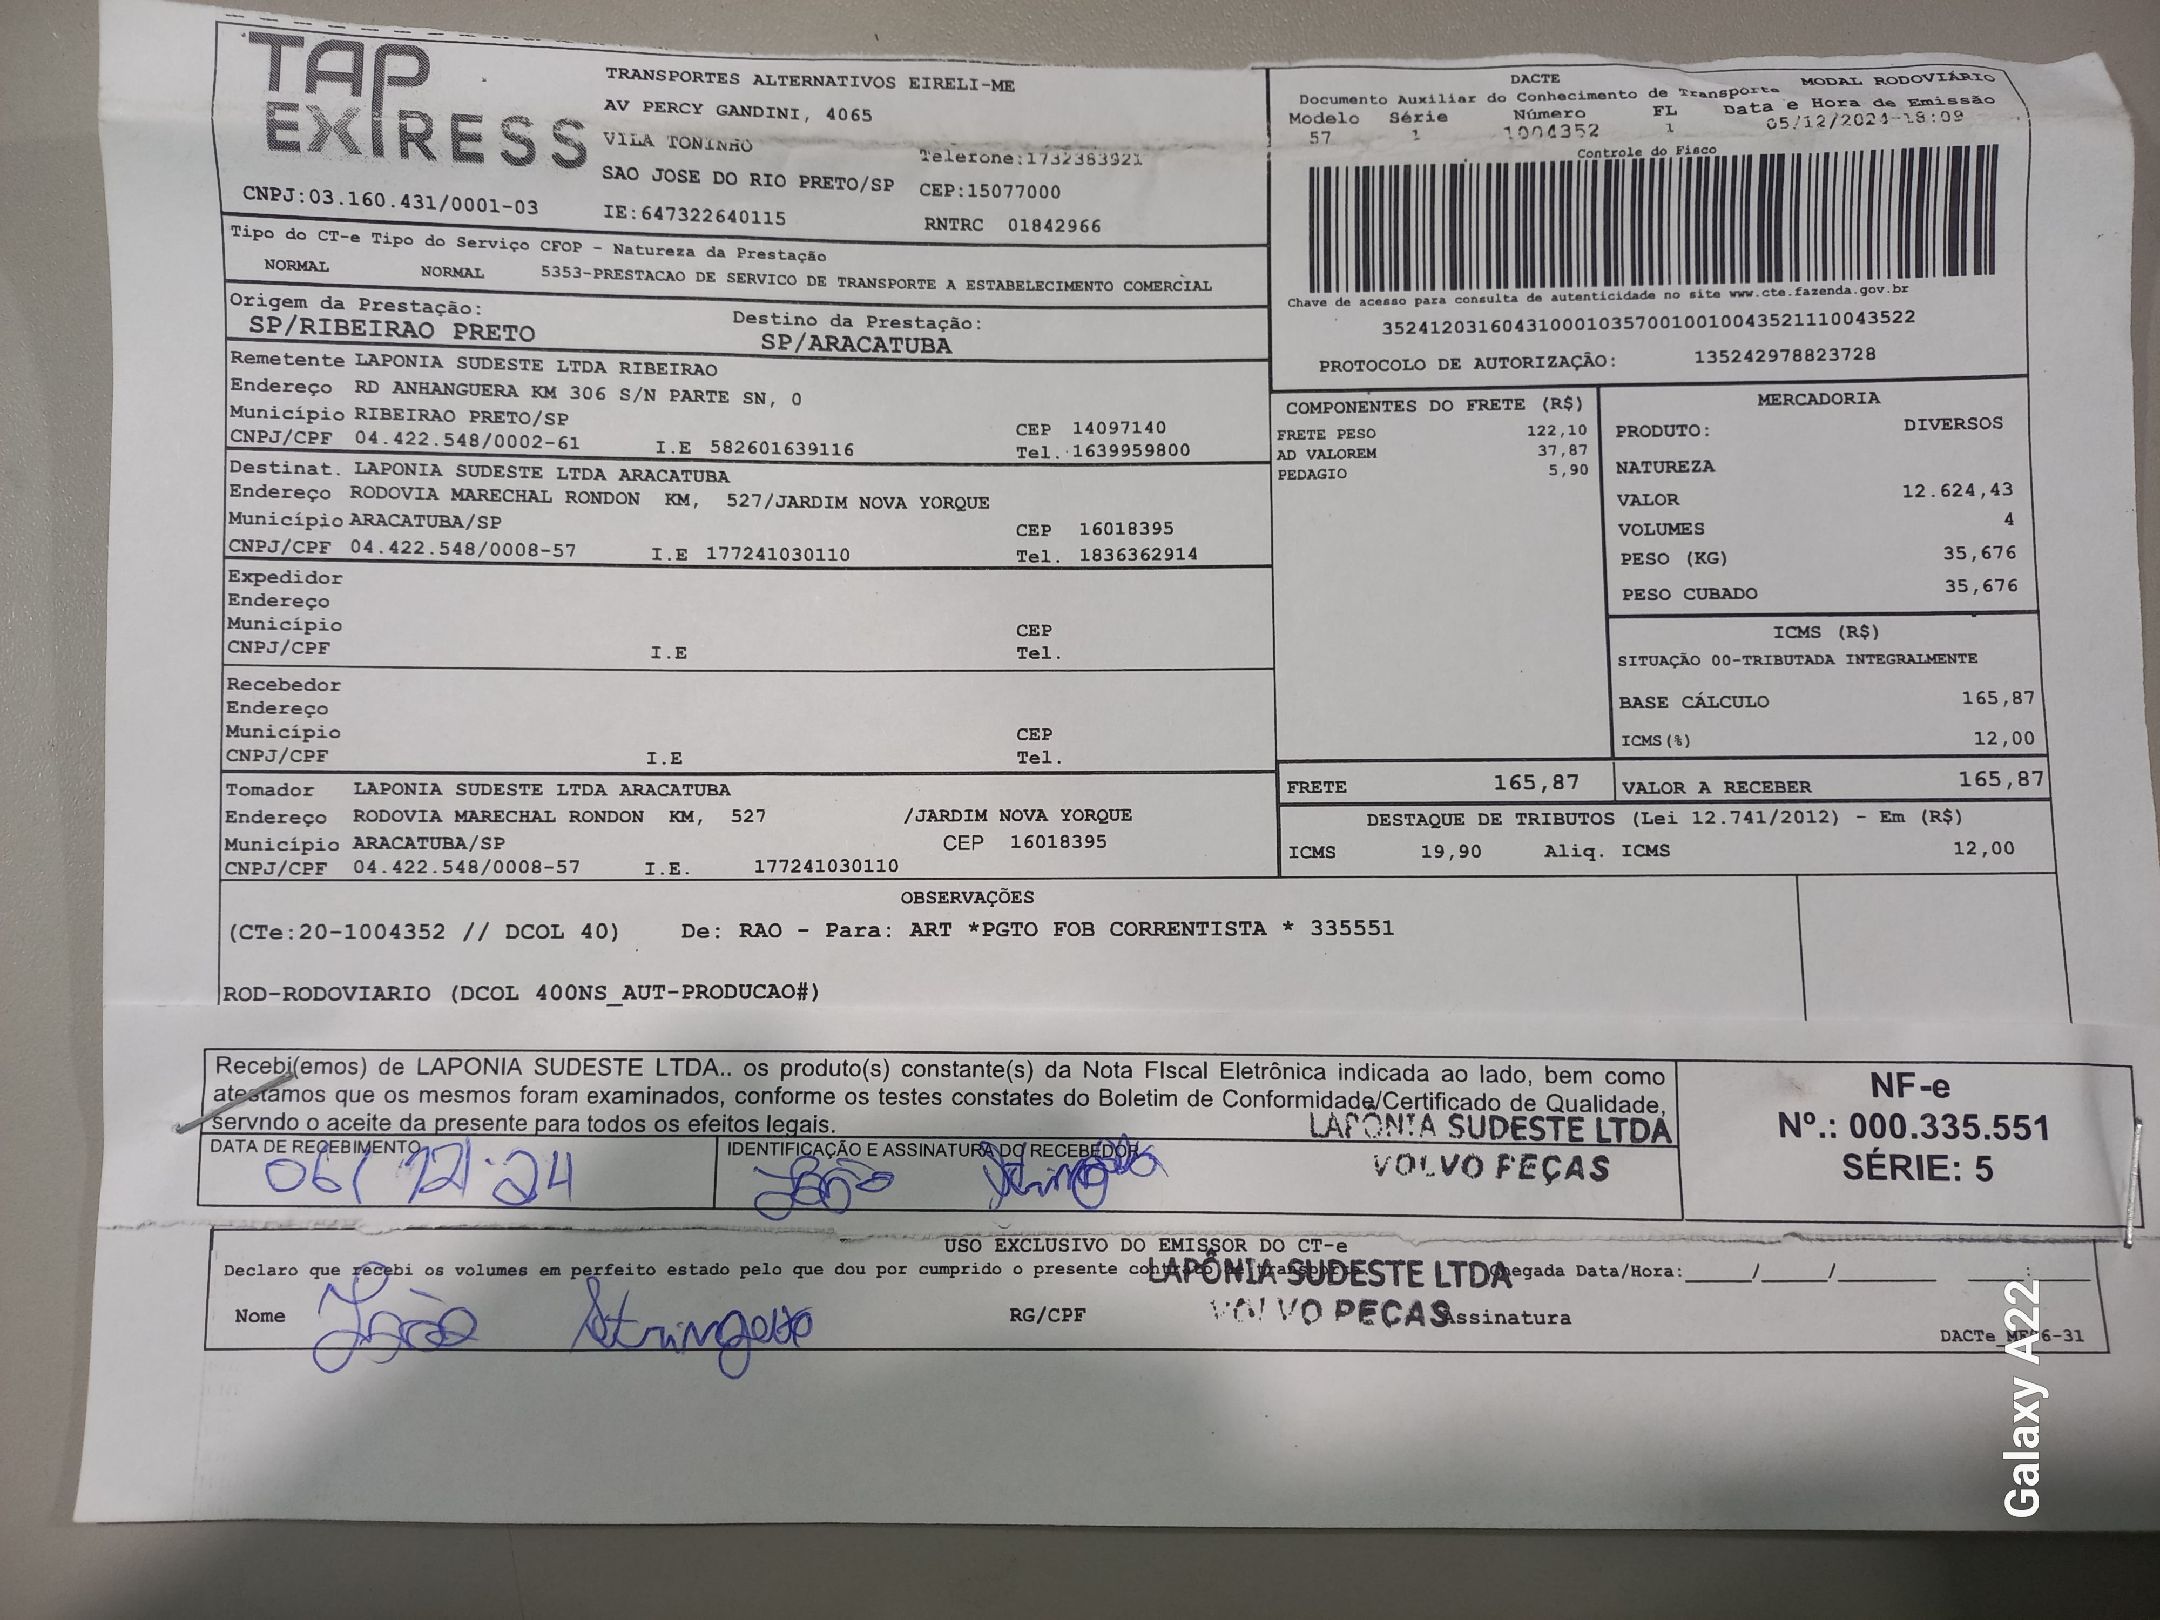 TAP
EXPRESS
TRANSPORTES ALTERNATIVOS EIRELI-ME
AV PERCY GANDINI, 4065
VILA TONINHO
Telefone:1732383921
SAO JOSE DO RIO PRETO/SP CEP:15077000
CNPJ:03.160.431/0001-03
IE:647322640115
RNTRC 01842966
DACTE
MODAL RODOVIÁRIO
Documento Auxiliar do Conhecimento de Transporte
Modelo Série Número FL Data e Hora de Emissão
57 1 1004352 1 05/12/2024-18:09
Controle do Fisco
Chave de acesso para consulta de autenticidade no site www.cte.fazenda.gov.br
35241203160431000103570010010043521110043522
PROTOCOLO DE AUTORIZAÇÃO: 135242978823728
Tipo do CT-e Tipo do Serviço CFOP - Natureza da Prestação
NORMAL NORMAL 5353-PRESTACAO DE SERVICO DE TRANSPORTE A ESTABELECIMENTO COMERCIAL
Origem da Prestação: Destino da Prestação:
SP/RIBEIRAO PRETO SP/ARACATUBA
Remetente LAPONIA SUDESTE LTDA RIBEIRAO
Endereço RD ANHANGUERA KM 306 S/N PARTE SN, 0
Município RIBEIRAO PRETO/SP CEP 14097140
CNPJ/CPF 04.422.548/0002-61 I.E 582601639116 Tel. 1639959800
Destinat. LAPONIA SUDESTE LTDA ARACATUBA
Endereço RODOVIA MARECHAL RONDON KM, 527/JARDIM NOVA YORQUE
Município ARACATUBA/SP CEP 16018395
CNPJ/CPF 04.422.548/0008-57 I.E 177241030110 Tel. 1836362914
Expedidor
Endereço
Município CEP
CNPJ/CPF I.E Tel.
Recebedor
Endereço
Município CEP
CNPJ/CPF I.E Tel.
Tomador LAPONIA SUDESTE LTDA ARACATUBA
Endereço RODOVIA MARECHAL RONDON KM, 527 /JARDIM NOVA YORQUE
Município ARACATUBA/SP CEP 16018395
CNPJ/CPF 04.422.548/0008-57 I.E. 177241030110
COMPONENTES DO FRETE (R$)
FRETE PESO 122,10
AD VALOREM 37,87
PEDAGIO 5,90
MERCADORIA
PRODUTO: DIVERSOS
NATUREZA
VALOR 12.624,43
VOLUMES 4
PESO (KG) 35,676
PESO CUBADO 35,676
ICMS (R$)
SITUAÇÃO 00-TRIBUTADA INTEGRALMENTE
BASE CÁLCULO 165,87
ICMS(%) 12,00
FRETE 165,87 VALOR A RECEBER 165,87
DESTAQUE DE TRIBUTOS (Lei 12.741/2012) - Em (R$)
ICMS 19,90 Aliq. ICMS 12,00
OBSERVAÇÕES
(CTe:20-1004352 // DCOL 40) De: RAO - Para: ART *PGTO FOB CORRENTISTA * 335551
ROD-RODOVIARIO (DCOL 400NS_AUT-PRODUCAO#)
Recebi(emos) de LAPONIA SUDESTE LTDA.. os produto(s) constante(s) da Nota FIscal Eletrônica indicada ao lado, bem como
atestamos que os mesmos foram examinados, conforme os testes constates do Boletim de Conformidade/Certificado de Qualidade,
servndo o aceite da presente para todos os efeitos legais.
LAPÔNIA SUDESTE LTDA
VOLVO PEÇAS
DATA DE RECEBIMENTO IDENTIFICAÇÃO E ASSINATURA DO RECEBEDOR
06/12/24 João
NF-e
Nº.: 000.335.551
SÉRIE: 5
USO EXCLUSIVO DO EMISSOR DO CT-e
Declaro que recebi os volumes em perfeito estado pelo que dou por cumprido o presente Chegada Data/Hora:____/____/______ ____:____
LAPÔNIA SUDESTE LTDA
VOLVO PEÇAS
Nome João RG/CPF Assinatura
Galaxy A22